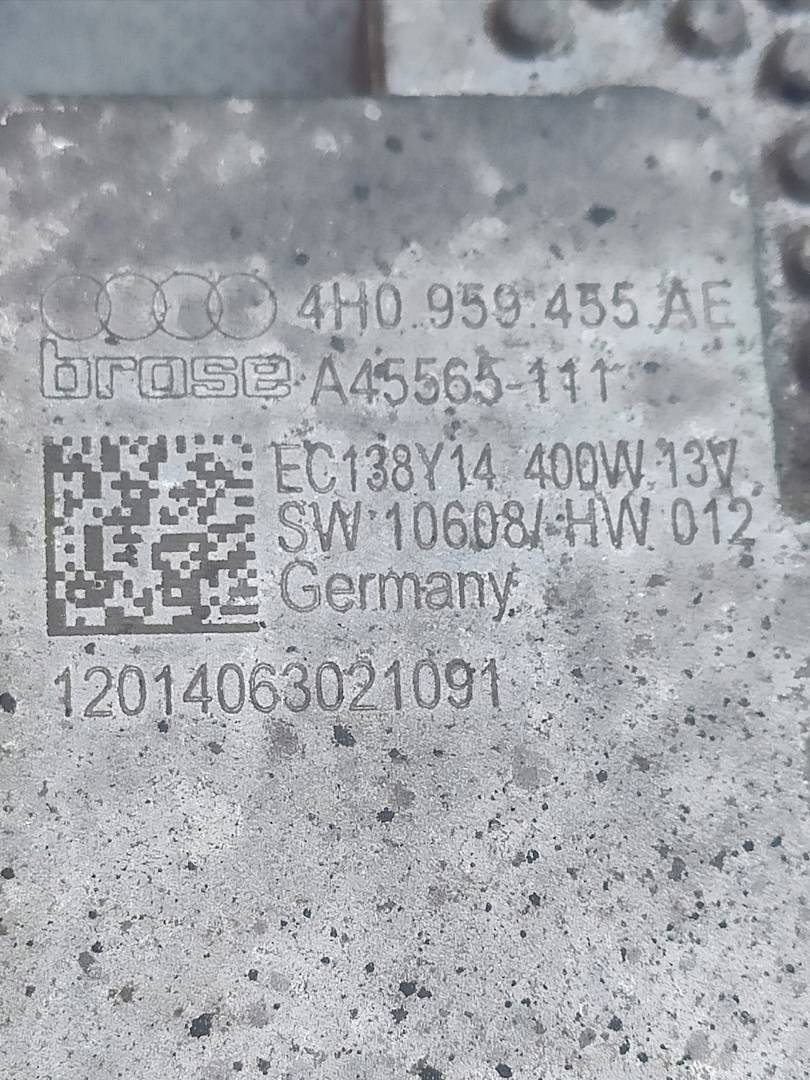 4H0.959.455.AE
brose A45565-111
EC138Y14 400W 13V
SW 10608/ HW 012
Germany
12014063021091